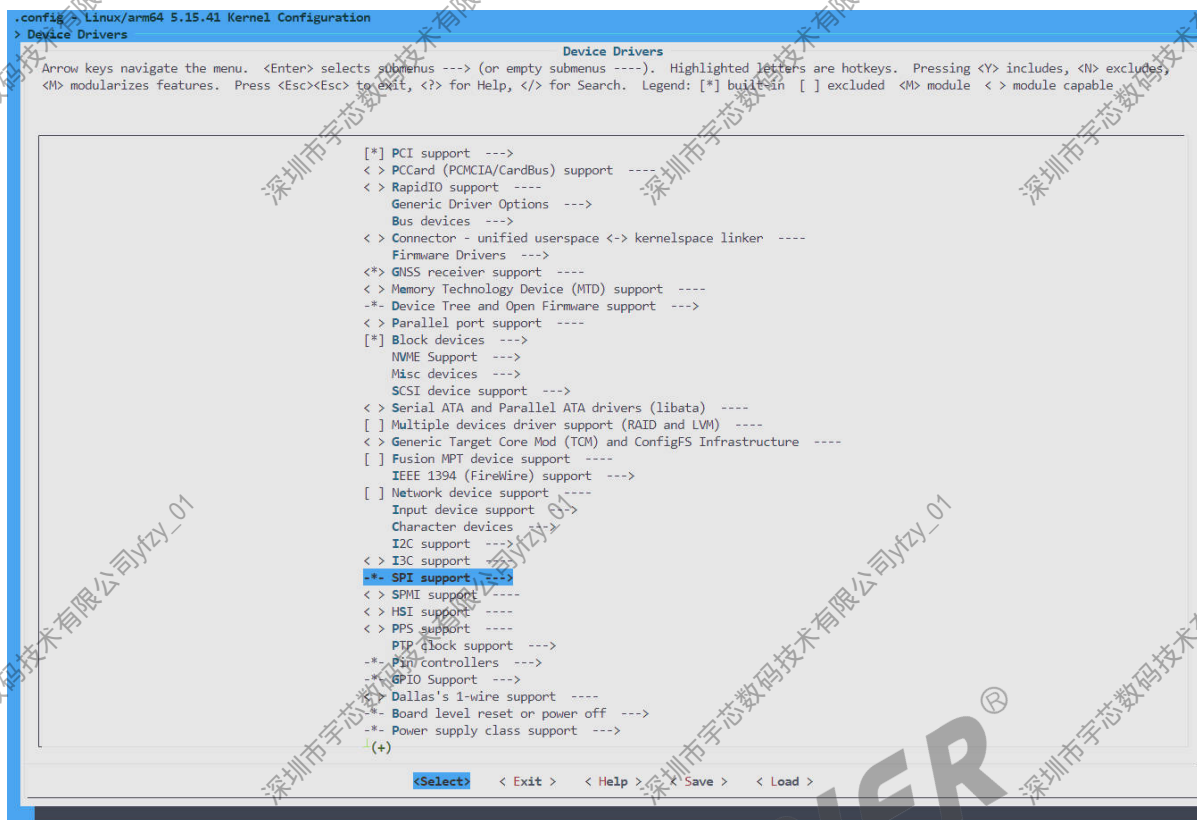 .config - Linux/arm64 5.15.41 Kernel Configuration
> Device Drivers
Device Drivers
Arrow keys navigate the menu. <Enter> selects submenus ---> (or empty submenus ----). Highlighted letters are hotkeys. Pressing <Y> includes, <N> excludes,
<M> modularizes features. Press <Esc><Esc> to exit, <?> for Help, </> for Search. Legend: [*] built-in [ ] excluded <M> module < > module capable
[*] PCI support --->
< > PCCard (PCMCIA/CardBus) support ----
< > RapidIO support ----
Generic Driver Options --->
Bus devices --->
< > Connector - unified userspace <-> kernelspace linker ----
Firmware Drivers --->
<*> GNSS receiver support ----
< > Memory Technology Device (MTD) support ----
-*- Device Tree and Open Firmware support --->
< > Parallel port support ----
[*] Block devices --->
NVME Support --->
Misc devices --->
SCSI device support --->
< > Serial ATA and Parallel ATA drivers (libata) ----
[ ] Multiple devices driver support (RAID and LVM) ----
< > Generic Target Core Mod (TCM) and ConfigFS Infrastructure ----
[ ] Fusion MPT device support ----
IEEE 1394 (FireWire) support --->
[ ] Network device support ----
Input device support --->
Character devices --->
I2C support --->
< > I3C support ----
-*- SPI support --->
< > SPMI support ----
< > HSI support ----
< > PPS support ----
PTP clock support --->
-*- Pin controllers --->
-*- GPIO Support --->
< > Dallas's 1-wire support ----
-*- Board level reset or power off --->
-*- Power supply class support --->
(+)
<Select> < Exit > < Help > < Save > < Load >
深圳市宇芯数码技术有限公司yfzy_01
®